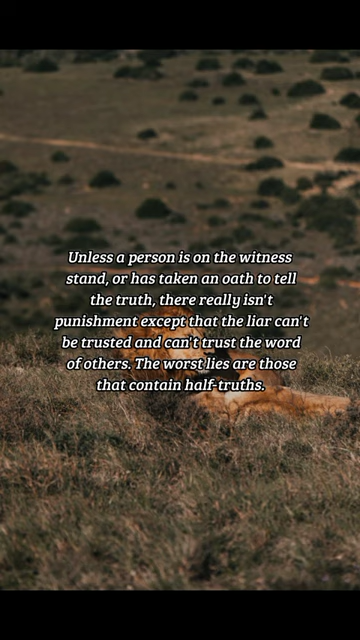 Unless a person is on the witness
stand, or has taken an oath to tell
the truth, there really isn't
punishment except that the liar can't
be trusted and can't trust the word
of others. The worst lies are those
that contain half-truths.